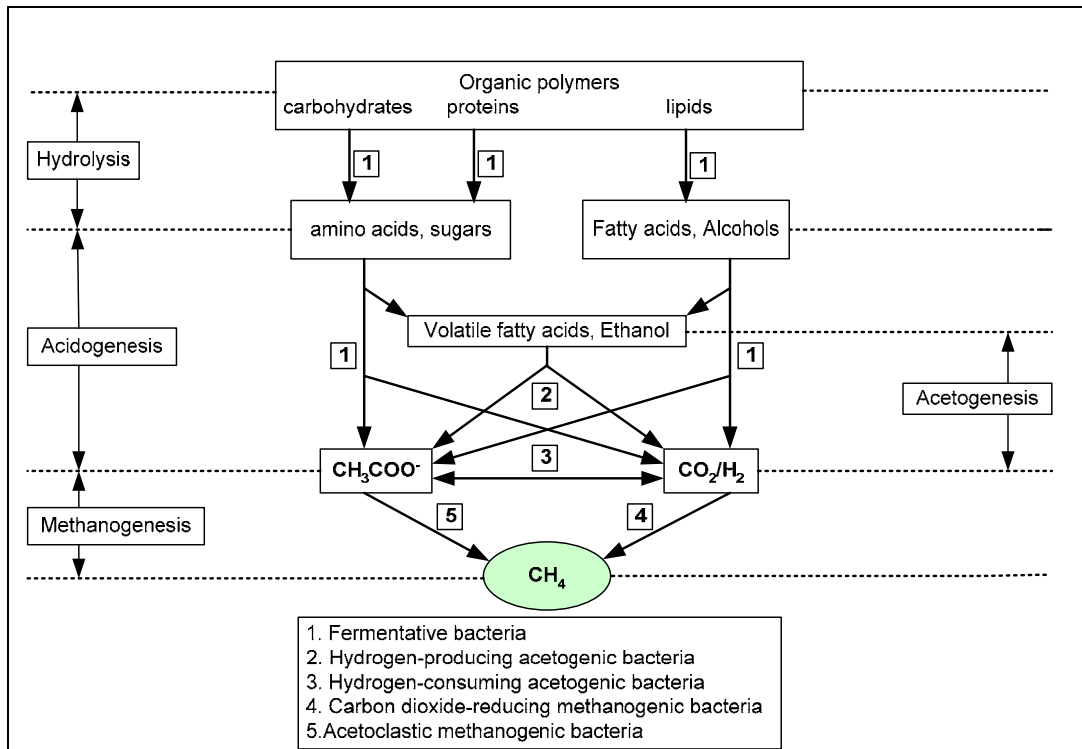 Organic polymers
carbohydrates proteins lipids
1 1 1
Hydrolysis
amino acids, sugars Fatty acids, Alcohols
Volatile fatty acids, Ethanol
Acidogenesis 1 1
2 Acetogenesis
CH₃COO⁻ 3 CO₂/H₂
Methanogenesis 5 4
CH₄
1. Fermentative bacteria
2. Hydrogen-producing acetogenic bacteria
3. Hydrogen-consuming acetogenic bacteria
4. Carbon dioxide-reducing methanogenic bacteria
5.Acetoclastic methanogenic bacteria